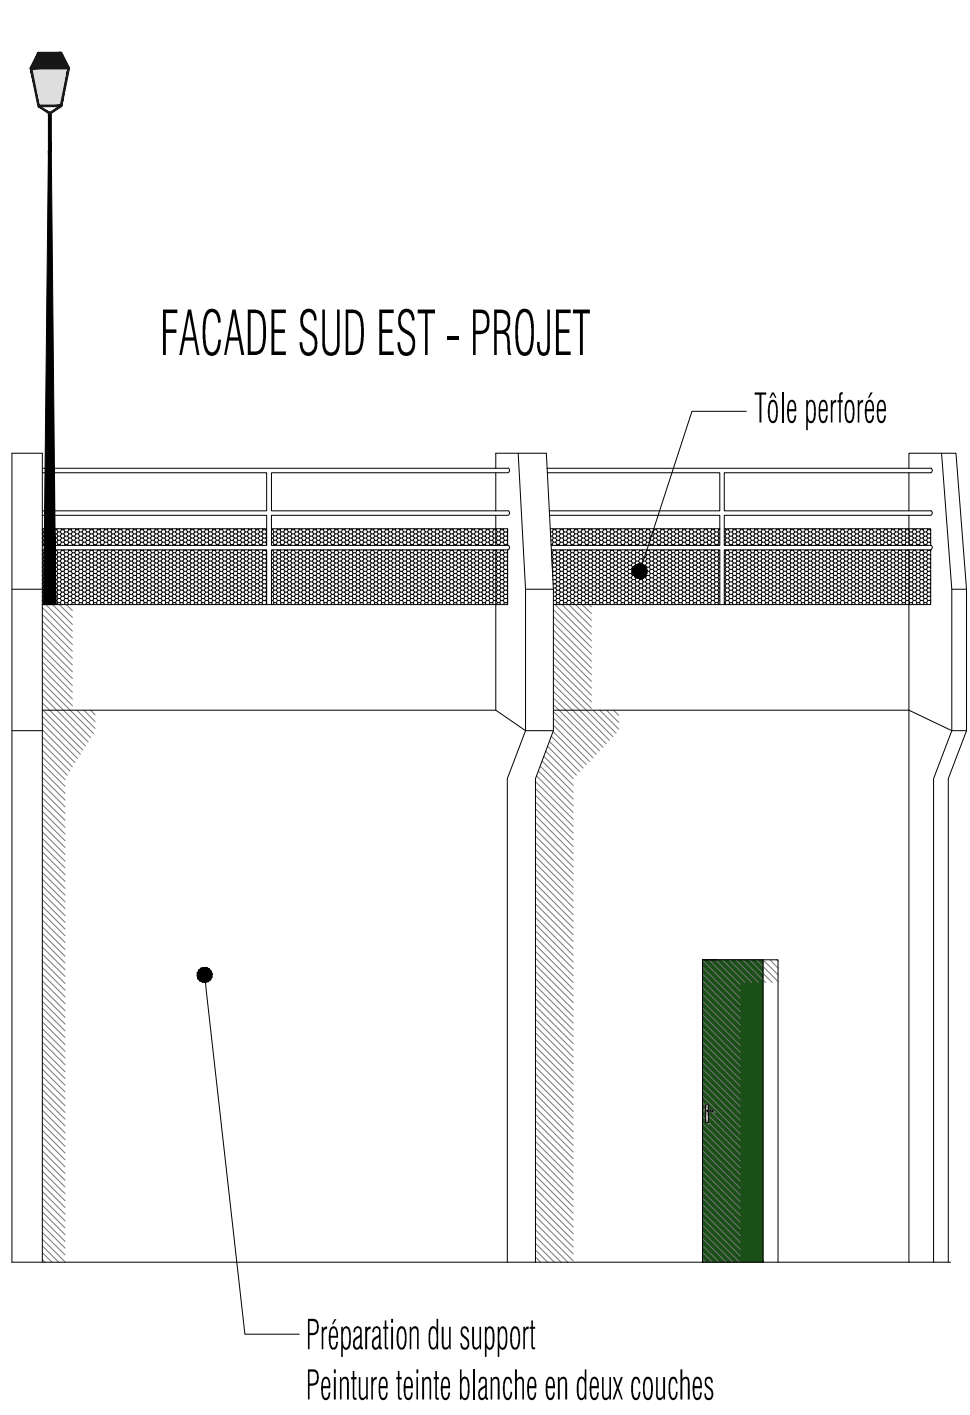 FACADE SUD EST - PROJET
Tôle perforée
Préparation du support
Peinture teinte blanche en deux couches